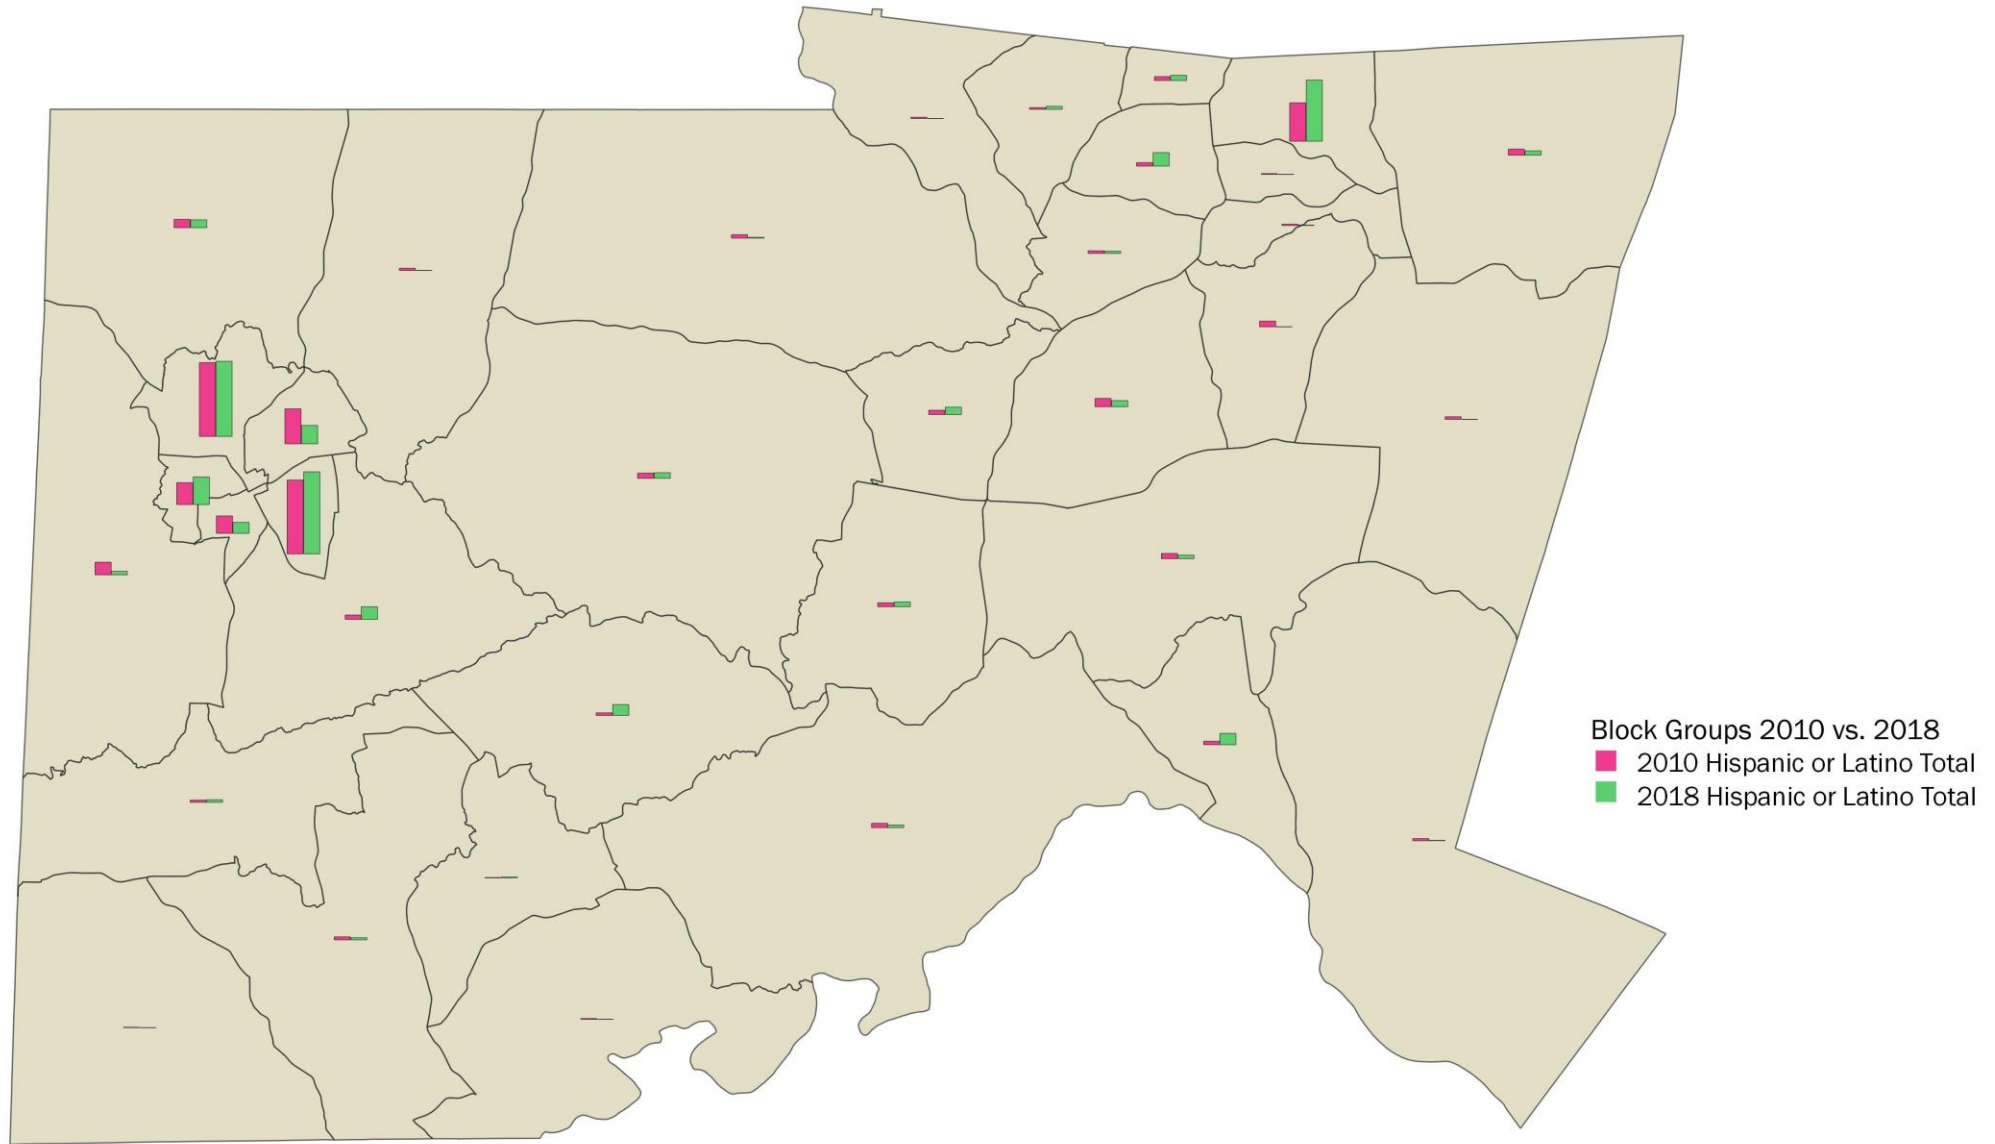 Block Groups 2010 vs. 2018
2010 Hispanic or Latino Total
2018 Hispanic or Latino Total